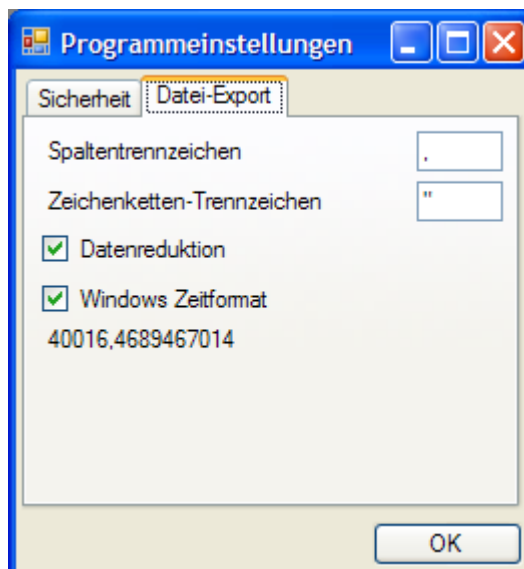 Programmeinstellungen
Sicherheit Datei-Export
Spaltentrennzeichen ,
Zeichenketten-Trennzeichen "
Datenreduktion
Windows Zeitformat
40016,4689467014
OK